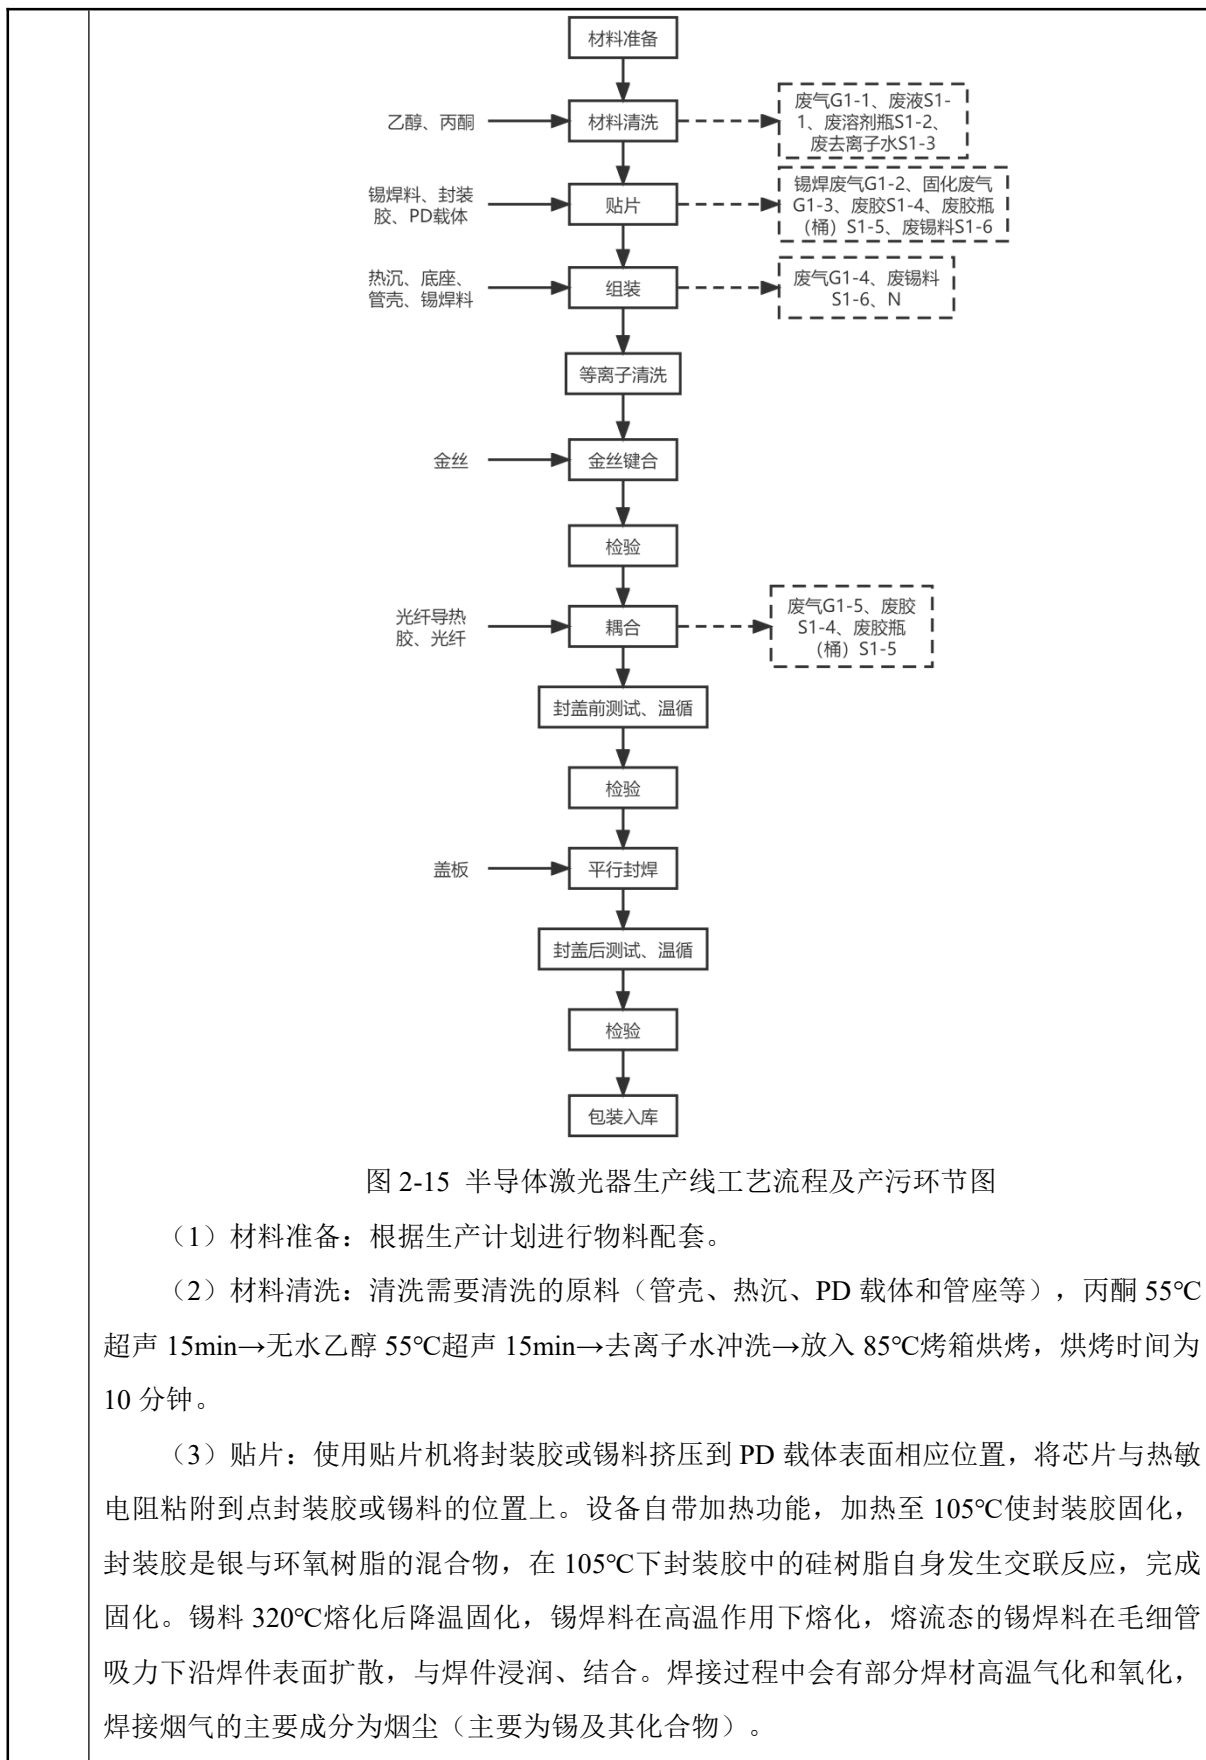 材料准备
乙醇、丙酮
材料清洗
废气G1-1、废液S1-
1、废溶剂瓶S1-2、
废去离子水S1-3
锡焊料、封装
胶、PD载体
贴片
锡焊废气G1-2、固化废气
G1-3、废胶S1-4、废胶瓶
（桶）S1-5、废锡料S1-6
热沉、底座、
管壳、锡焊料
组装
废气G1-4、废锡料
S1-6、N
等离子清洗
金丝
金丝键合
检验
光纤导热
胶、光纤
耦合
废气G1-5、废胶
S1-4、废胶瓶
（桶）S1-5
封盖前测试、温循
检验
盖板
平行封焊
封盖后测试、温循
检验
包装入库
图 2-15 半导体激光器生产线工艺流程及产污环节图
（1）材料准备：根据生产计划进行物料配套。
（2）材料清洗：清洗需要清洗的原料（管壳、热沉、PD 载体和管座等），丙酮 55℃
超声 15min→无水乙醇 55℃超声 15min→去离子水冲洗→放入 85℃烤箱烘烤，烘烤时间为
10 分钟。
（3）贴片：使用贴片机将封装胶或锡料挤压到 PD 载体表面相应位置，将芯片与热敏
电阻粘附到点封装胶或锡料的位置上。设备自带加热功能，加热至 105℃使封装胶固化，
封装胶是银与环氧树脂的混合物，在 105℃下封装胶中的硅树脂自身发生交联反应，完成
固化。锡料 320℃熔化后降温固化，锡焊料在高温作用下熔化，熔流态的锡焊料在毛细管
吸力下沿焊件表面扩散，与焊件浸润、结合。焊接过程中会有部分焊材高温气化和氧化，
焊接烟气的主要成分为烟尘（主要为锡及其化合物）。